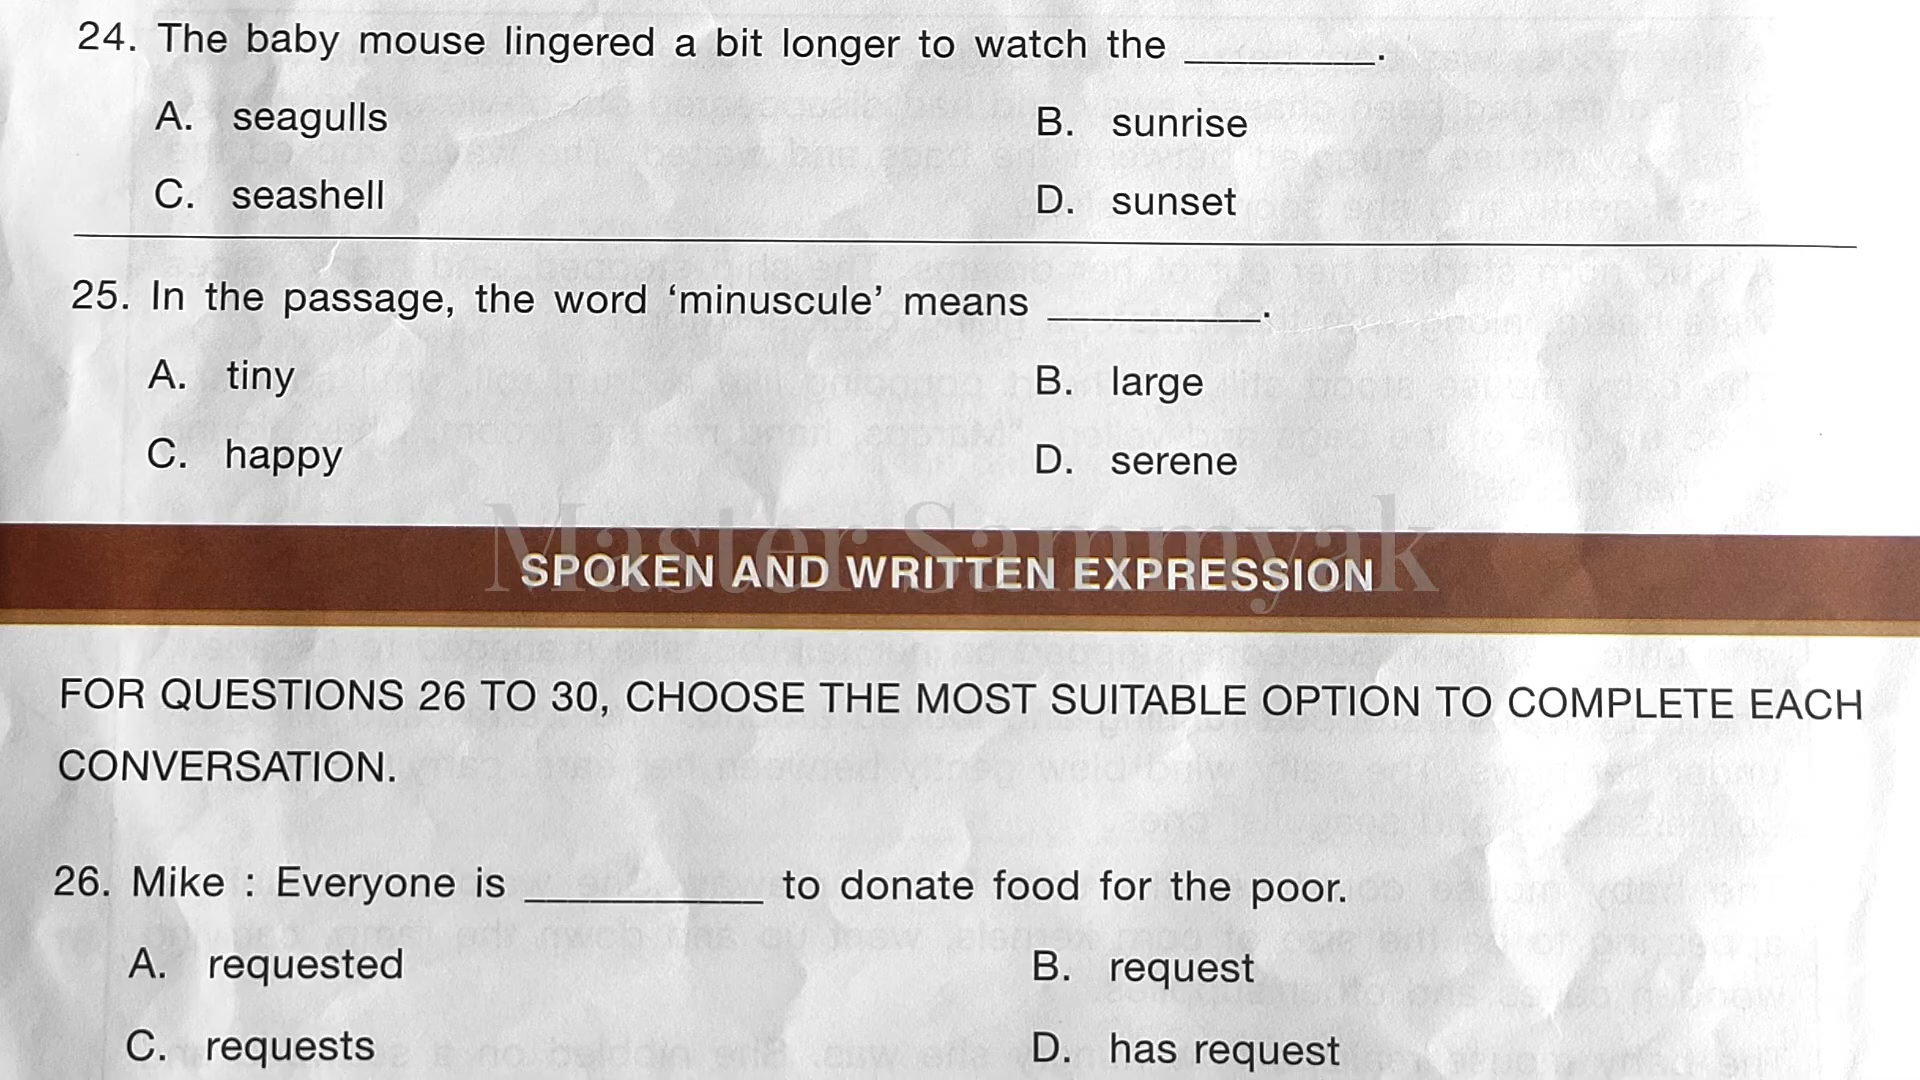 24. The baby mouse lingered a bit longer to watch the _________.
A. seagulls
B. sunrise
C. seashell
D. sunset
25. In the passage, the word ‘minuscule’ means __________.
A. tiny
B. large
C. happy
D. serene
Master Sammyak
SPOKEN AND WRITTEN EXPRESSION
FOR QUESTIONS 26 TO 30, CHOOSE THE MOST SUITABLE OPTION TO COMPLETE EACH
CONVERSATION.
26. Mike : Everyone is ___________ to donate food for the poor.
A. requested
B. request
C. requests
D. has request